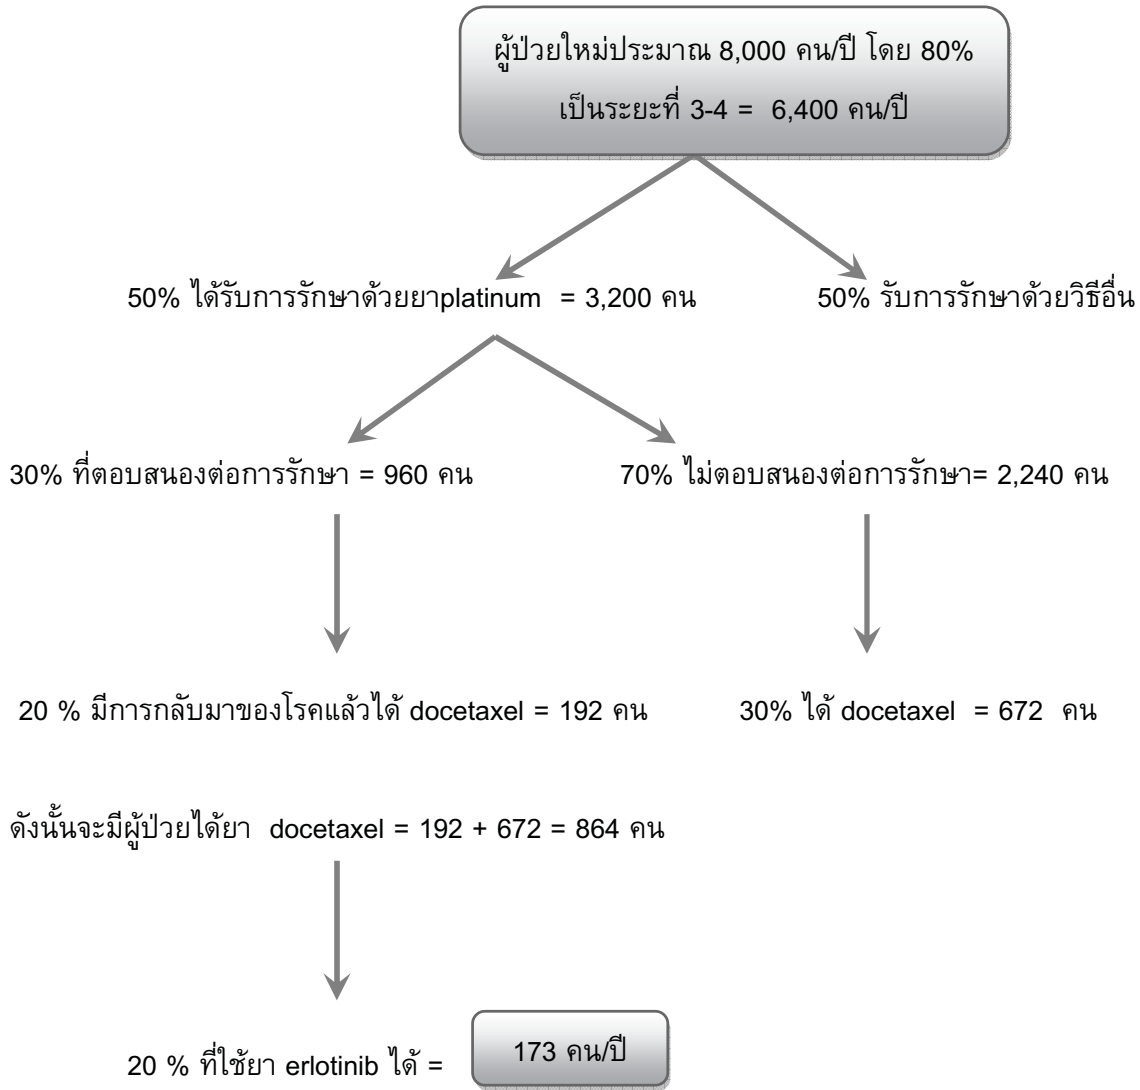 ผู้ป่วยใหม่ประมาณ 8,000 คน/ปี โดย 80%
เป็นระยะที่ 3-4 = 6,400 คน/ปี
50% ได้รับการรักษาด้วยยาplatinum = 3,200 คน
50% รับการรักษาด้วยวิธีอื่น
30% ที่ตอบสนองต่อการรักษา = 960 คน
70% ไม่ตอบสนองต่อการรักษา= 2,240 คน
20 % มีการกลับมาของโรคแล้วได้ docetaxel = 192 คน
30% ได้ docetaxel = 672 คน
ดังนั้นจะมีผู้ป่วยได้ยา docetaxel = 192 + 672 = 864 คน
20 % ที่ใช้ยา erlotinib ได้ =
173 คน/ปี